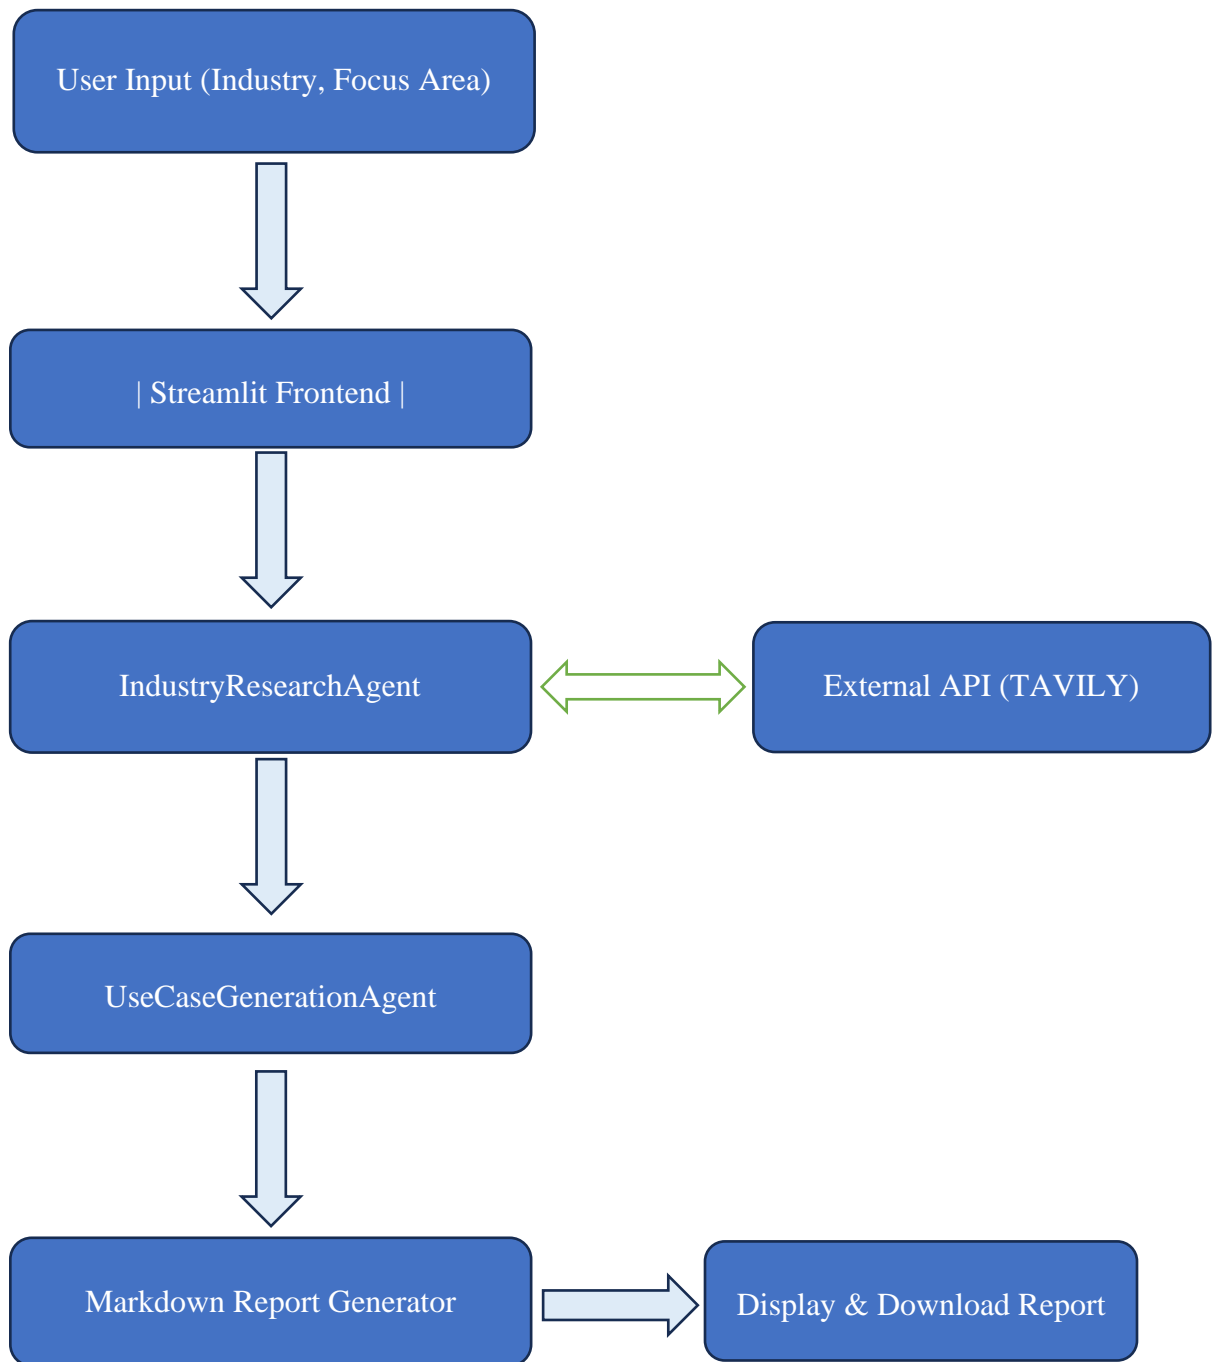 User Input (Industry, Focus Area)
| Streamlit Frontend |
IndustryResearchAgent
External API (TAVILY)
UseCaseGenerationAgent
Markdown Report Generator
Display & Download Report